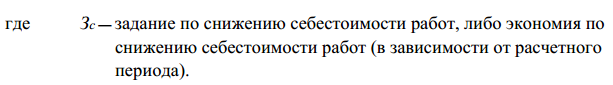 где Зс — задание по снижению себестоимости работ, либо экономия по
снижению себестоимости работ (в зависимости от расчетного
периода).